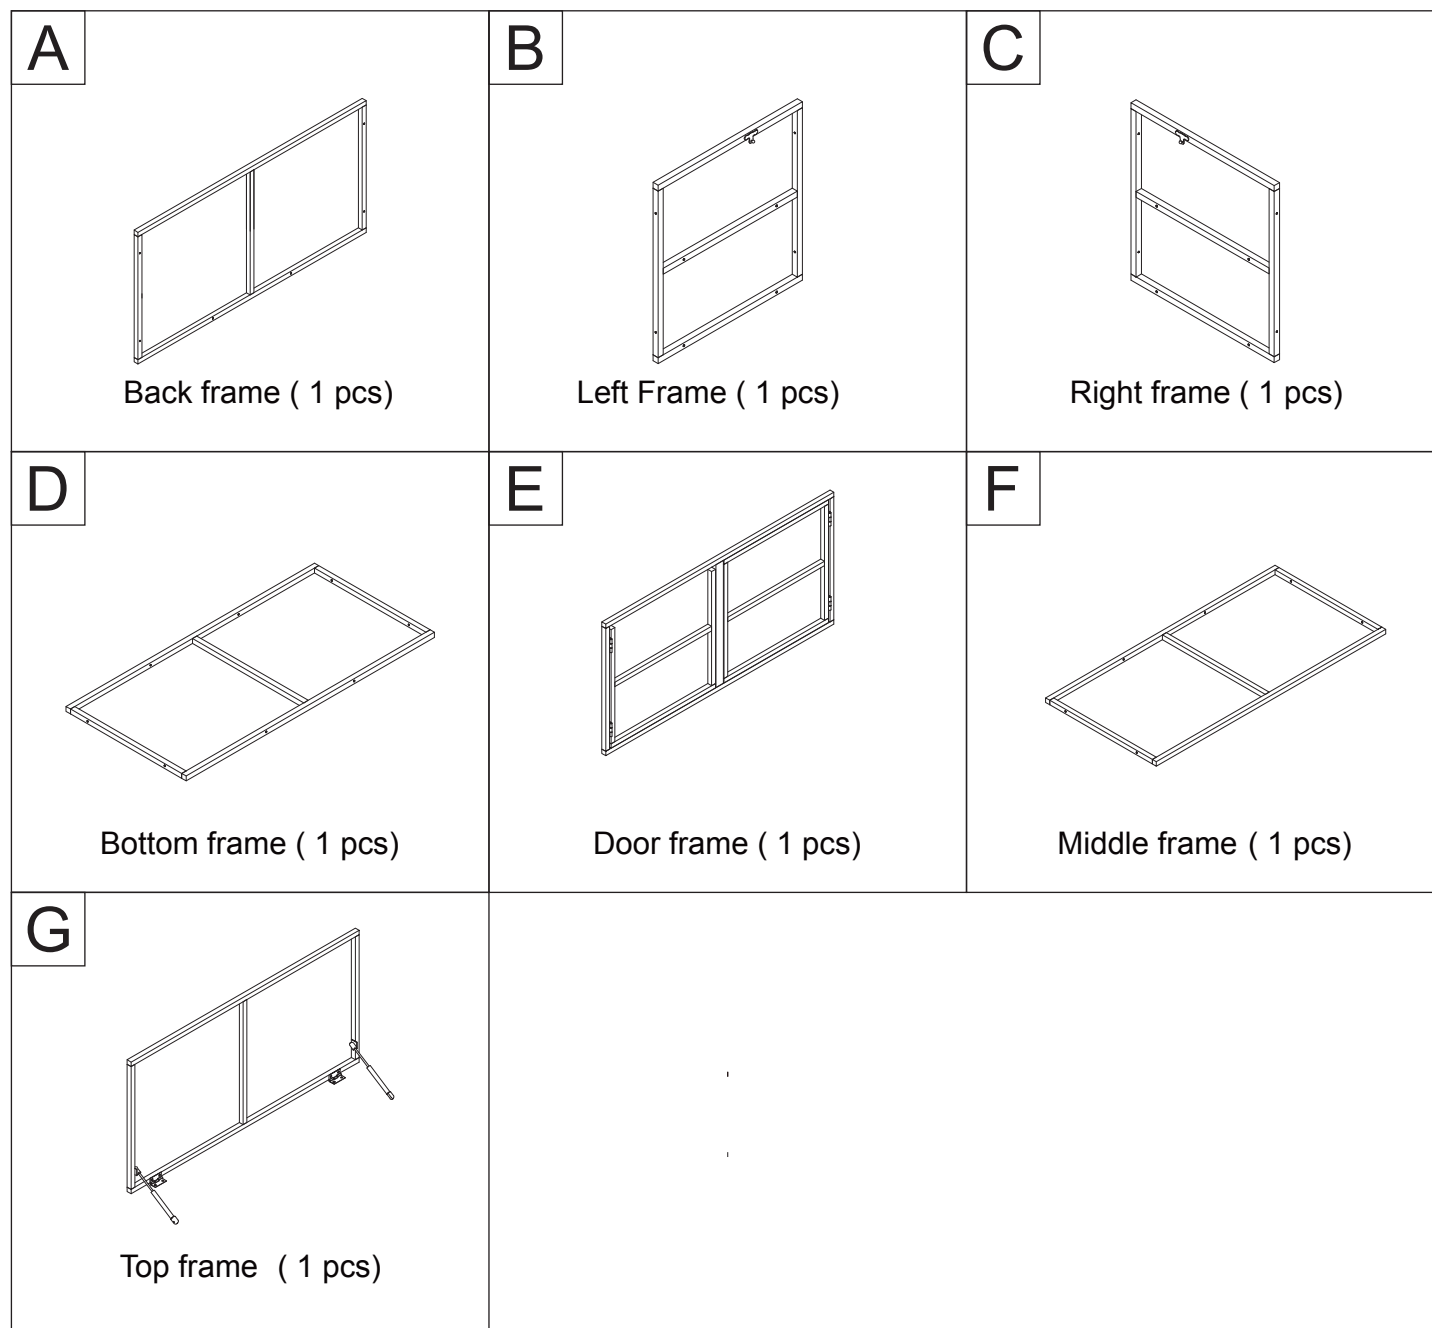 A
B
C
Back frame ( 1 pcs)
Left Frame ( 1 pcs)
Right frame ( 1 pcs)
D
E
F
Bottom frame ( 1 pcs)
Door frame ( 1 pcs)
Middle frame ( 1 pcs)
G
Top frame ( 1 pcs)